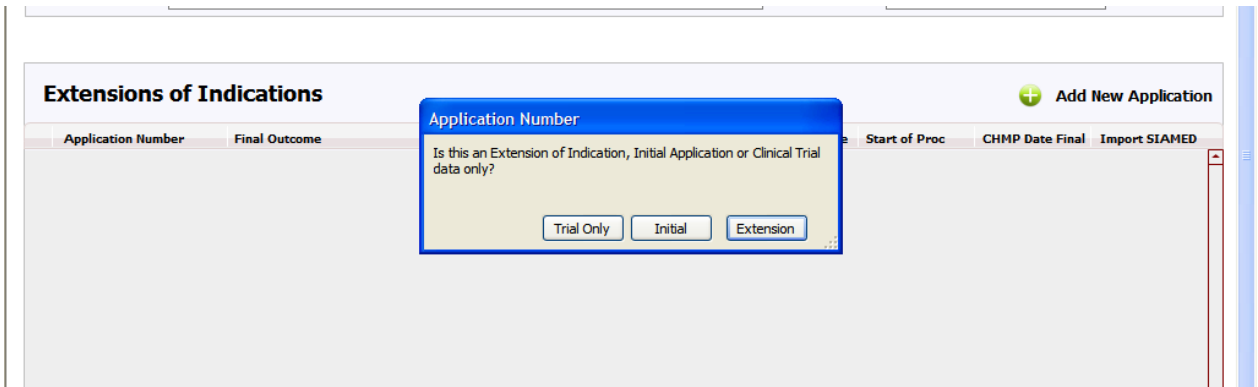 Extensions of Indications
Add New Application
Application Number
Application Number Final Outcome Start of Proc CHMP Date Final Import SIAMED
Is this an Extension of Indication, Initial Application or Clinical Trial
data only?
Trial Only Initial Extension